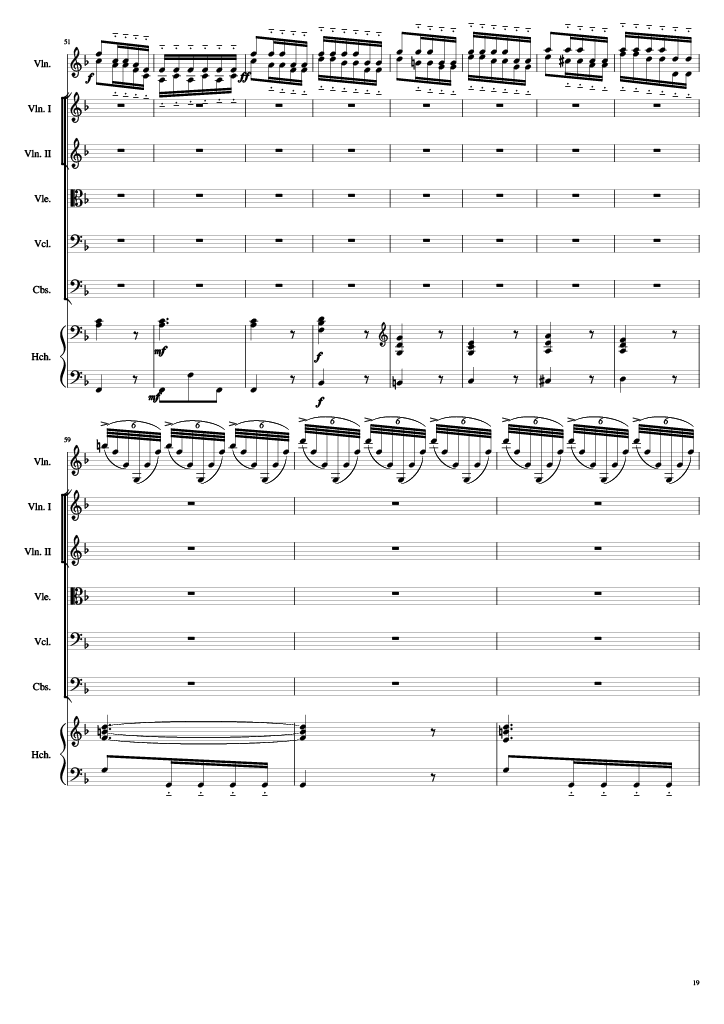 51
Vln.
f
ff
Vln. I
Vln. II
Vle.
Vcl.
Cbs.
Hch.
mf
f
mf
f
59
6 6 6 6 6 6 6 6 6
Vln.
Vln. I
Vln. II
Vle.
Vcl.
Cbs.
Hch.
19